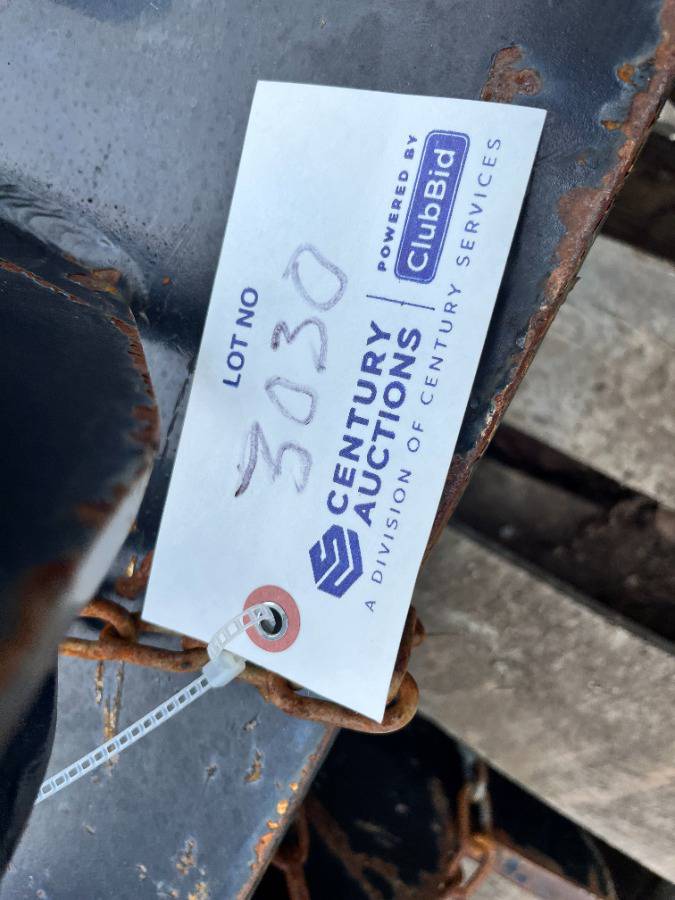 LOT NO
3030
CENTURY
AUCTIONS
POWERED BY
ClubBid
A DIVISION OF CENTURY SERVICES